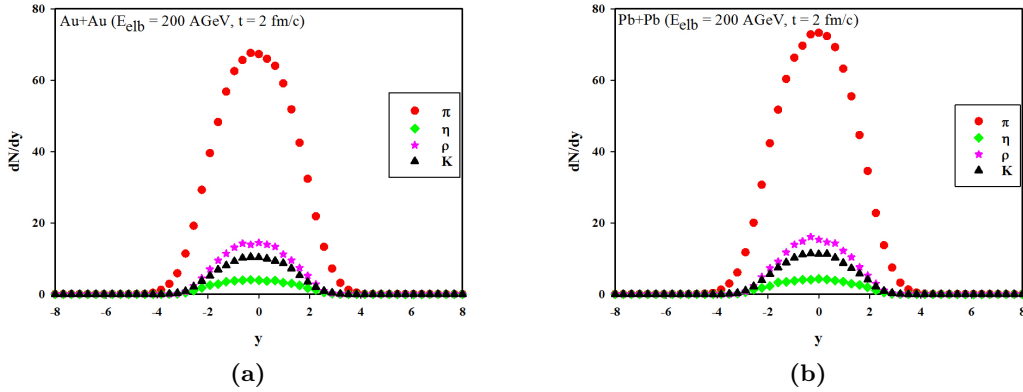 Au+Au (E_elb = 200 AGeV, t = 2 fm/c)
80
60
40
20
0
dN/dy
-8 -6 -4 -2 0 2 4 6 8
y
π
η
ρ
K
(a)
Pb+Pb (E_elb = 200 AGeV, t = 2 fm/c)
80
60
40
20
0
dN/dy
-8 -6 -4 -2 0 2 4 6 8
y
π
η
ρ
K
(b)